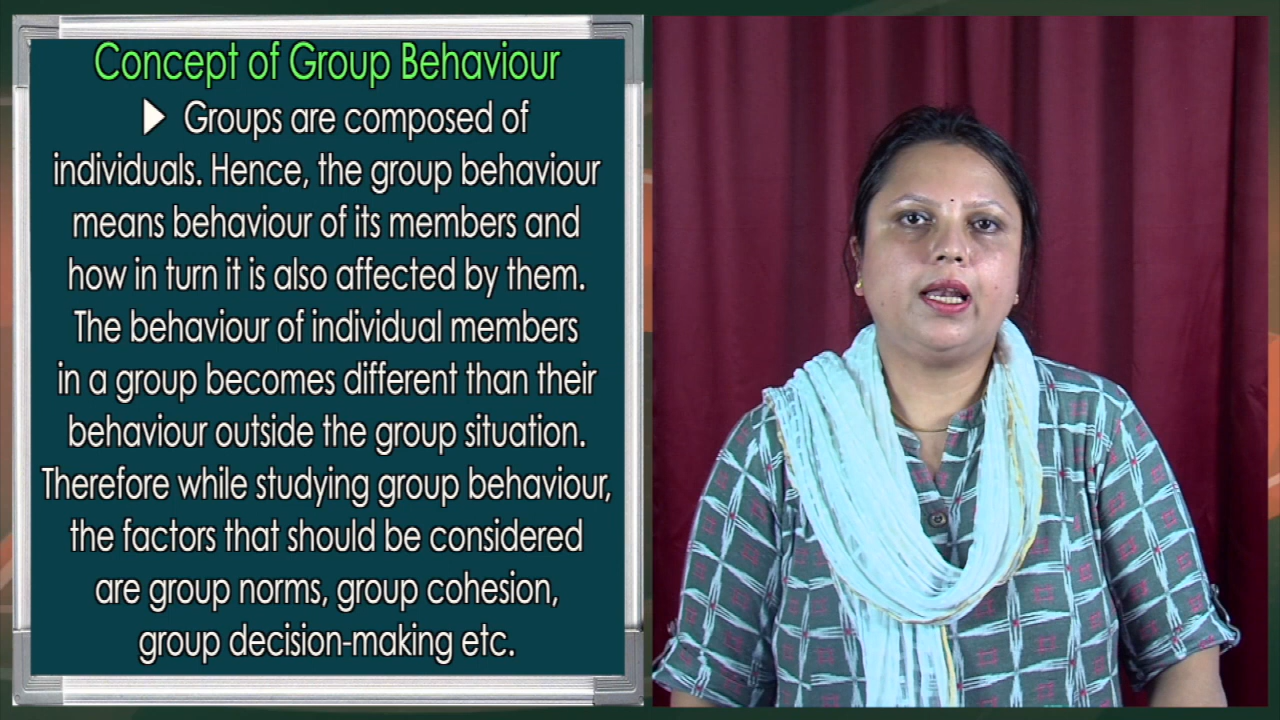 Concept of Group Behaviour
▶ Groups are composed of
individuals. Hence, the group behaviour
means behaviour of its members and
how in turn it is also affected by them.
The behaviour of individual members
in a group becomes different than their
behaviour outside the group situation.
Therefore while studying group behaviour,
the factors that should be considered
are group norms, group cohesion,
group decision-making etc.